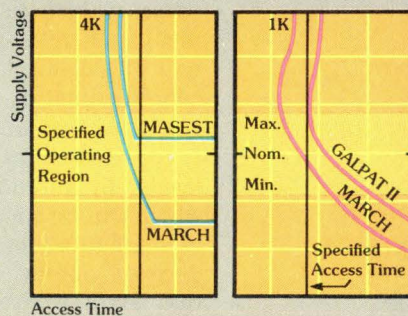 Supply Voltage
4K
MASEST
Specified
Operating
Region
MARCH
Access Time
1K
Max.
Nom.
Min.
GALPAT II
MARCH
Specified
Access Time